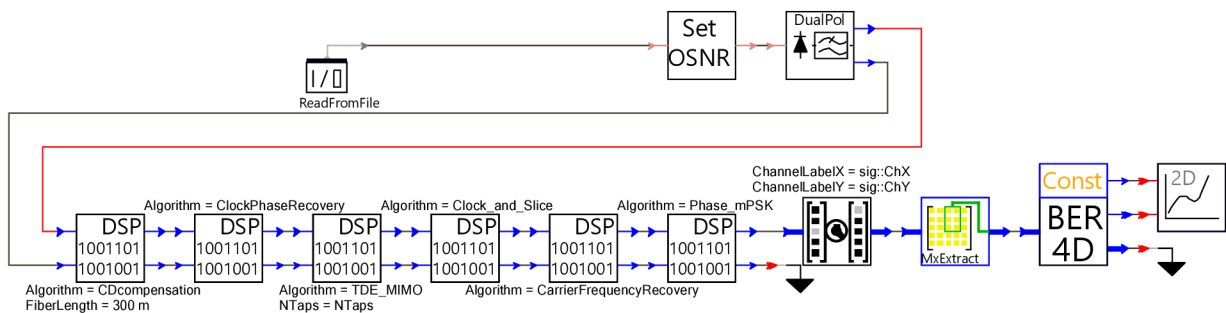 DualPol
Set
OSNR
I / 0
ReadFromFile
ChannelLabelX = sig::ChX
ChannelLabelY = sig::ChY
Const
2D
Algorithm = ClockPhaseRecovery
Algorithm = Clock_and_Slice
Algorithm = Phase_mPSK
DSP
1001101
1001001
DSP
1001101
1001001
DSP
1001101
1001001
DSP
1001101
1001001
DSP
1001101
1001001
DSP
1001101
1001001
MxExtract
BER
4D
Algorithm = CDcompensation
FiberLength = 300 m
Algorithm = TDE_MIMO
NTaps = NTaps
Algorithm = CarrierFrequencyRecovery